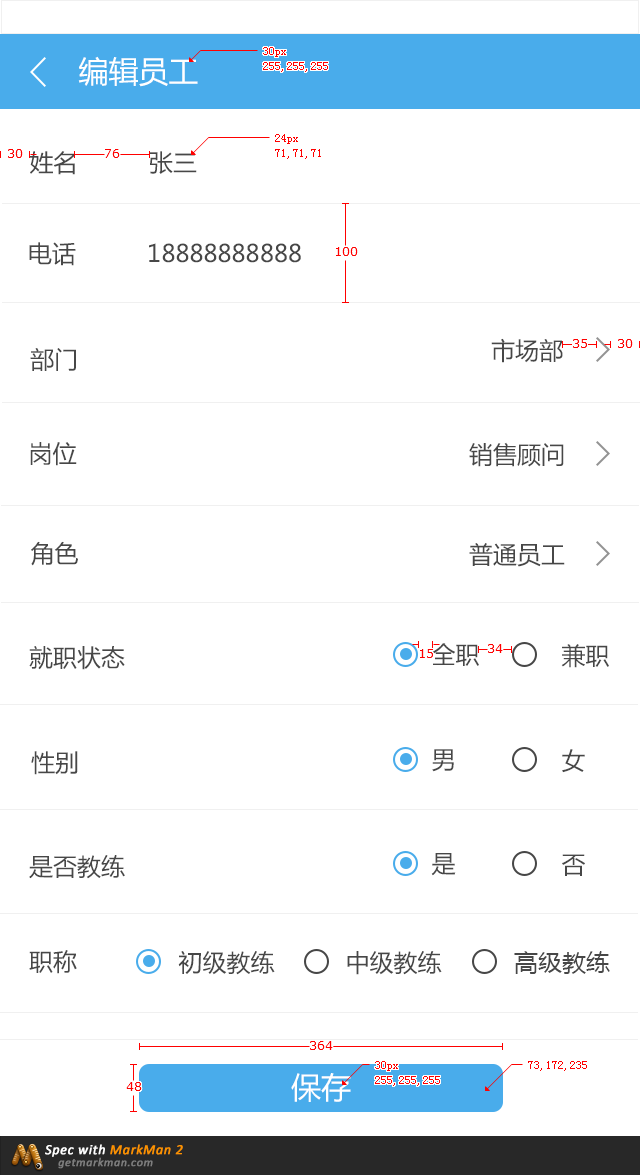 编辑员工 30px
255,255,255
24px
71,71,71
30 姓名 76 张三
电话 18888888888 100
部门 市场部 35 30
岗位 销售顾问
角色 普通员工
就职状态 15 全职 34 兼职
性别 男 女
是否教练 是 否
职称 初级教练 中级教练 高级教练
364
48 保存 30px 73,172,235
255,255,255
Spec with MarkMan 2
getmarkman.com